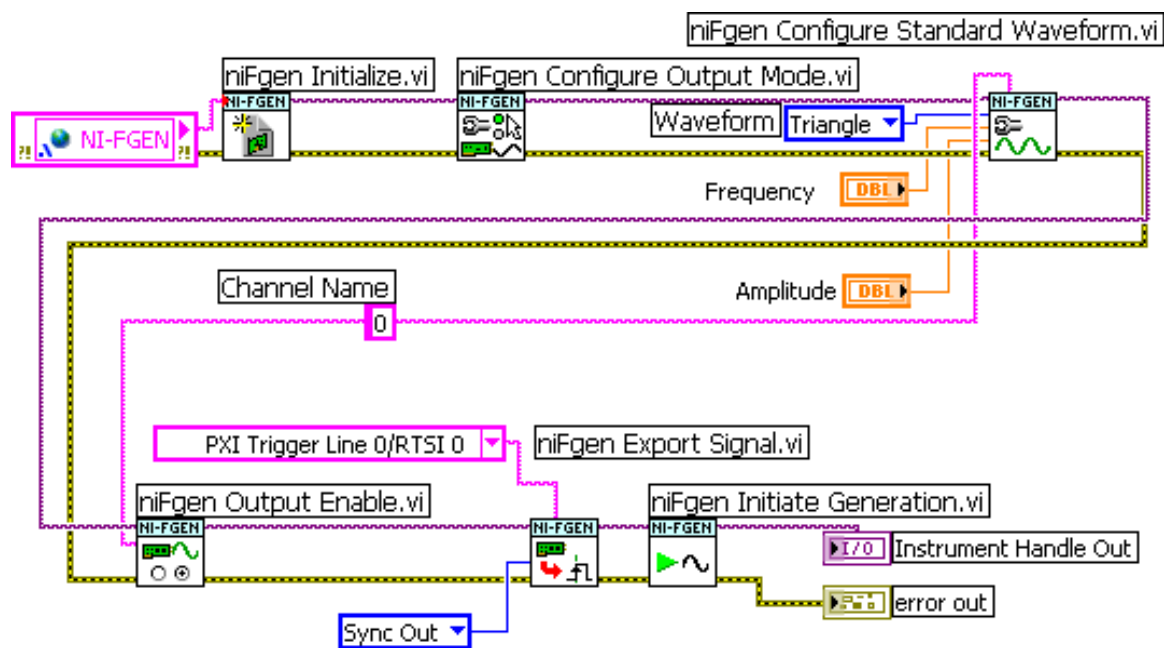 niFgen Configure Standard Waveform.vi
niFgen Initialize.vi
niFgen Configure Output Mode.vi
NI-FGEN
NI-FGEN
NI-FGEN
Waveform
Triangle
?!
NI-FGEN
?!
Frequency
DBL
Channel Name
Amplitude
DBL
0
PXI Trigger Line 0/RTSI 0
niFgen Export Signal.vi
niFgen Output Enable.vi
niFgen Initiate Generation.vi
NI-FGEN
NI-FGEN
NI-FGEN
I/O
Instrument Handle Out
error out
Sync Out